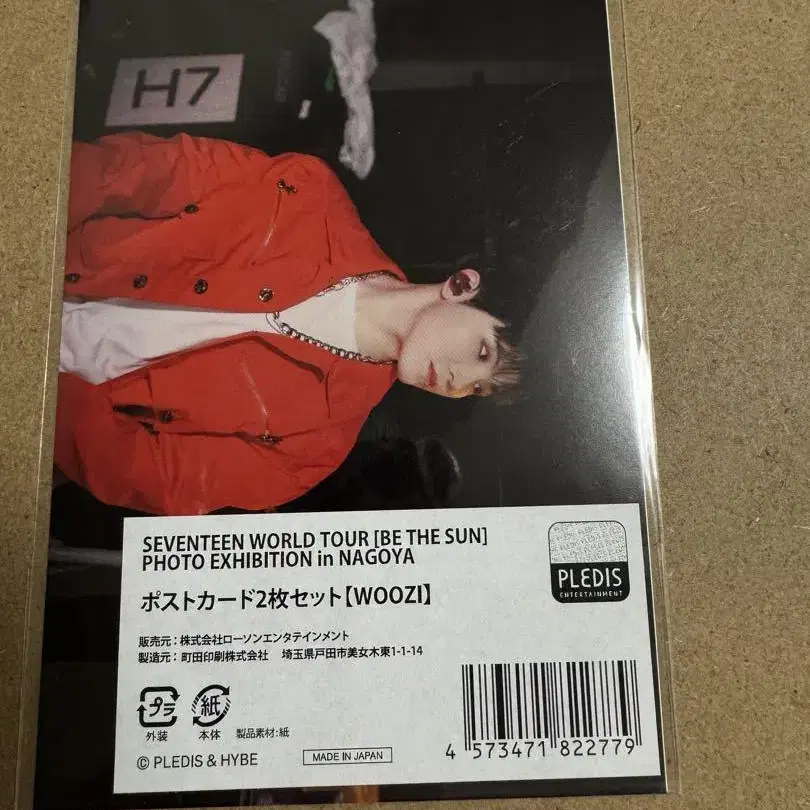 H7
SEVENTEEN WORLD TOUR [BE THE SUN]
PHOTO EXHIBITION in NAGOYA
PLEDIS
ENTERTAINMENT
ポストカード2枚セット【WOOZI】
販売元：株式会社ローソンエンタテインメント
製造元：町田印刷株式会社 埼玉県戸田市美女木東1-1-14
プラ
紙
外装 本体 製品素材:紙
© PLEDIS & HYBE
MADE IN JAPAN
4 573471 822779